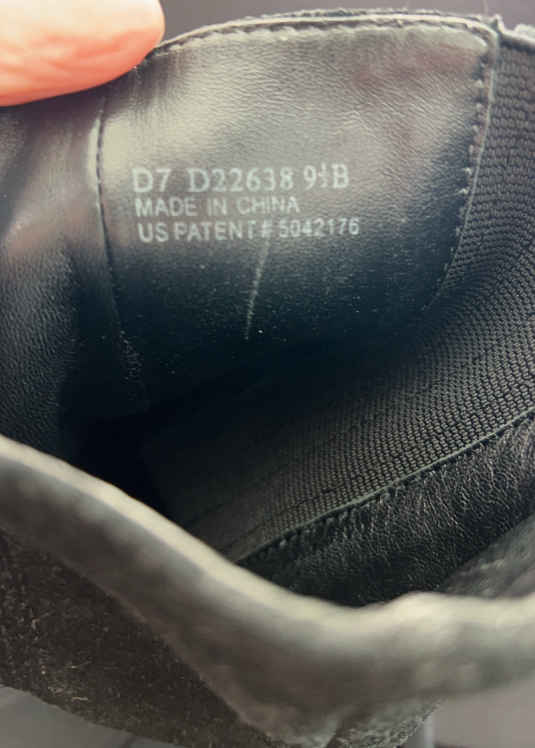 D7 D22638 9½B
MADE IN CHINA
US PATENT# 5042176